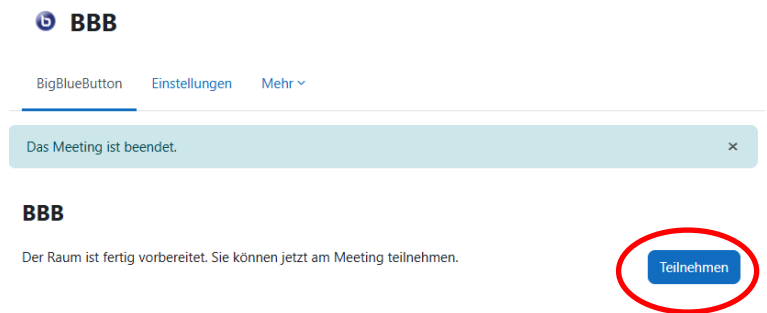 BBB
BigBlueButton Einstellungen Mehr
Das Meeting ist beendet. ×
BBB
Der Raum ist fertig vorbereitet. Sie können jetzt am Meeting teilnehmen. Teilnehmen